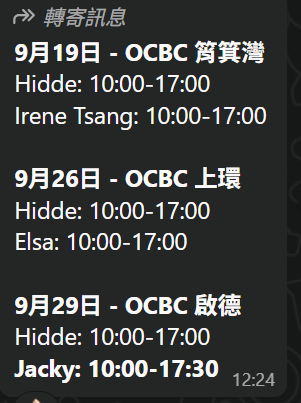 轉寄訊息
9月19日 - OCBC 筲箕灣
Hidde: 10:00-17:00
Irene Tsang: 10:00-17:00
9月26日 - OCBC 上環
Hidde: 10:00-17:00
Elsa: 10:00-17:00
9月29日 - OCBC 啟德
Hidde: 10:00-17:00
Jacky: 10:00-17:30
12:24